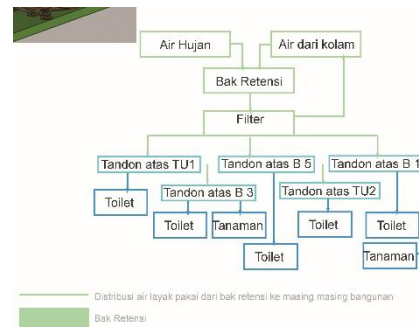 Air Hujan
Air dari kolam
Bak Retensi
Filter
Tandon atas TU1
Tandon atas B 5
Tandon atas B 1
Toilet
Tandon atas B 3
Tandon atas TU2
Toilet
Tanaman
Toilet
Toilet
Toilet
Tanaman
Distribusi air layak pakai dari bak retensi ke masing masing bangunan
Bak Retensi